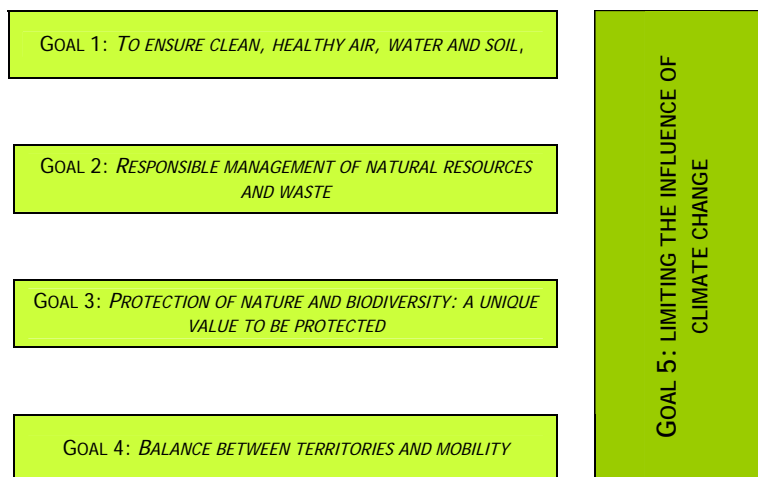 GOAL 1: TO ENSURE CLEAN, HEALTHY AIR, WATER AND SOIL,
GOAL 2: RESPONSIBLE MANAGEMENT OF NATURAL RESOURCES
AND WASTE
GOAL 3: PROTECTION OF NATURE AND BIODIVERSITY: A UNIQUE
VALUE TO BE PROTECTED
GOAL 4: BALANCE BETWEEN TERRITORIES AND MOBILITY
GOAL 5: LIMITING THE INFLUENCE OF
CLIMATE CHANGE